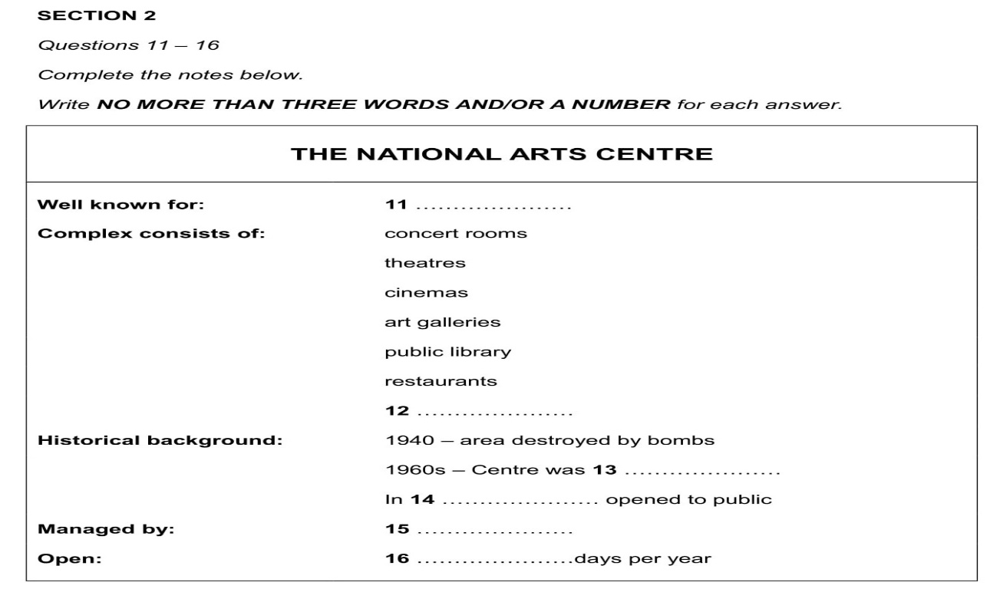 SECTION 2
Questions 11 – 16
Complete the notes below.
Write NO MORE THAN THREE WORDS AND/OR A NUMBER for each answer.
THE NATIONAL ARTS CENTRE
Well known for: 11 .....................
Complex consists of: concert rooms
theatres
cinemas
art galleries
public library
restaurants
12 .....................
Historical background: 1940 – area destroyed by bombs
1960s – Centre was 13 .....................
In 14 ..................... opened to public
Managed by: 15 .....................
Open: 16 .....................days per year